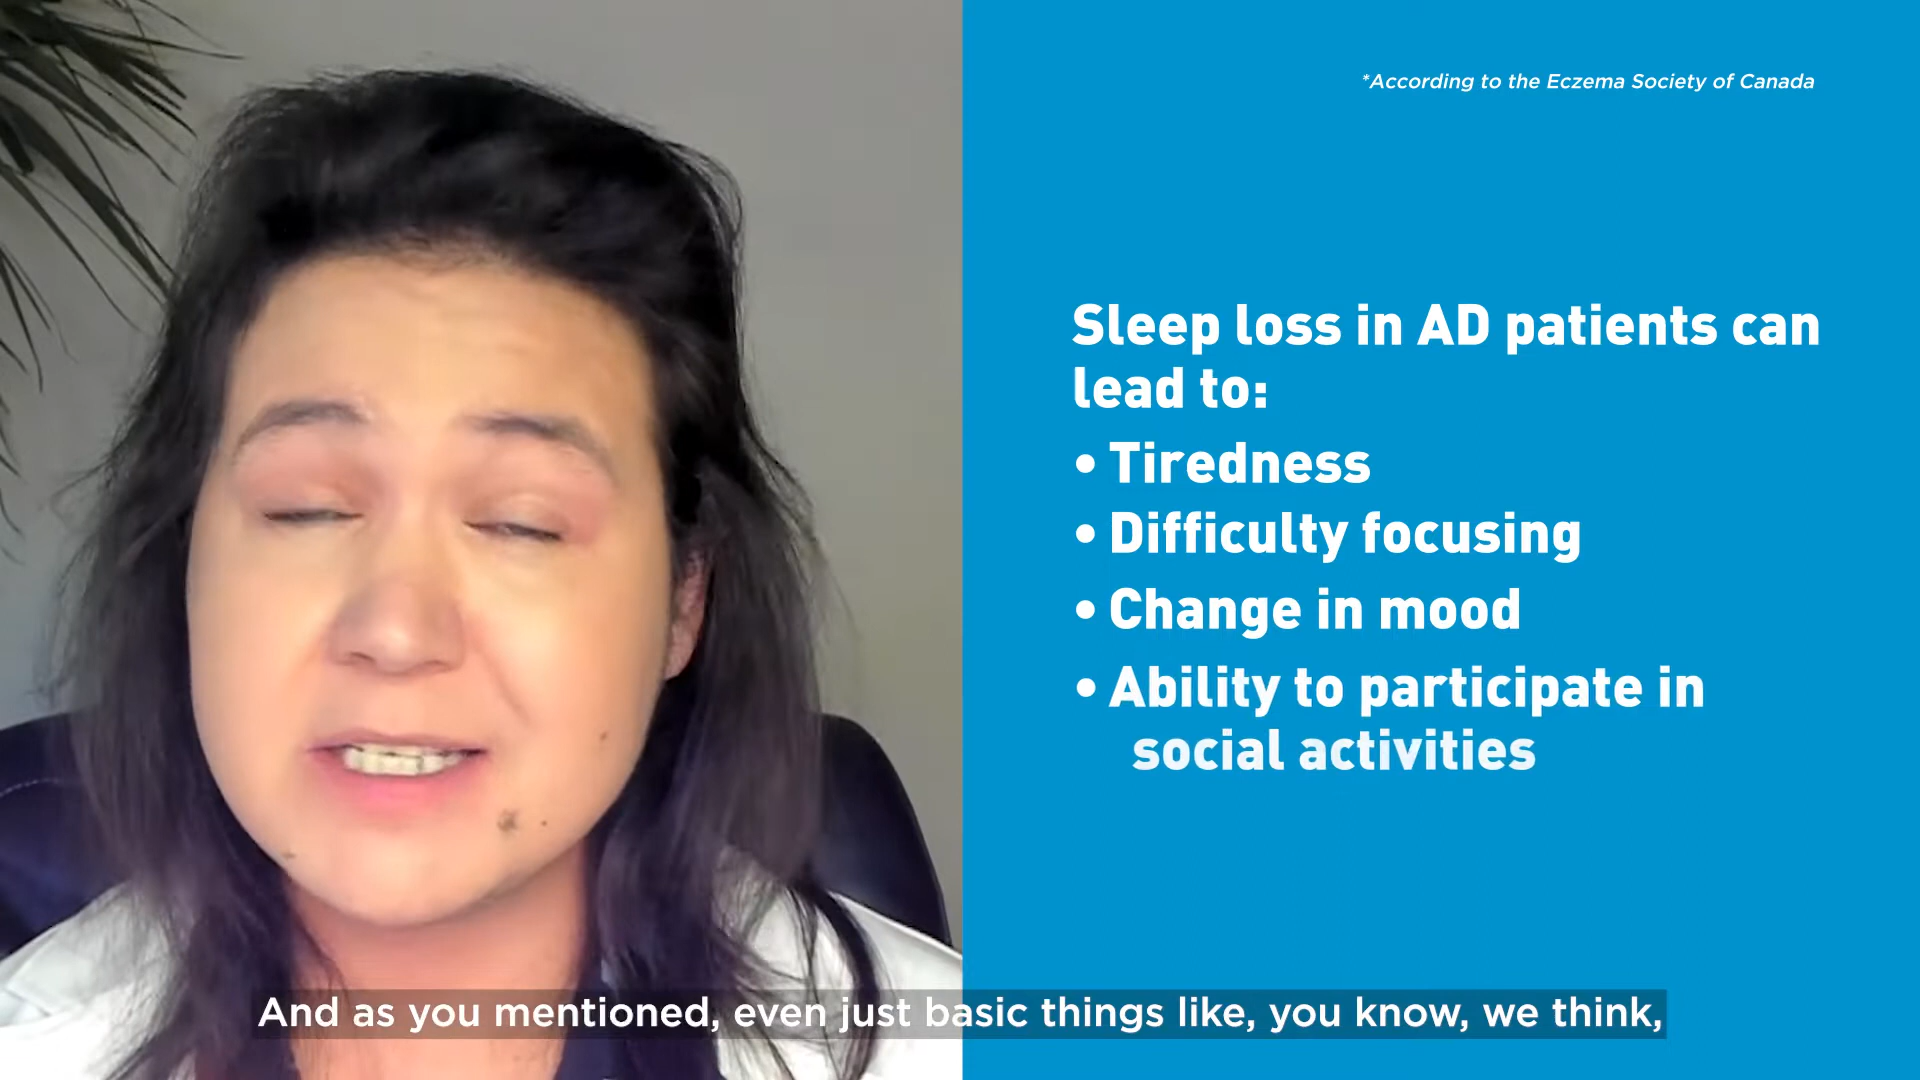 *According to the Eczema Society of Canada
Sleep loss in AD patients can
lead to:
• Tiredness
• Difficulty focusing
• Change in mood
• Ability to participate in
social activities
And as you mentioned, even just basic things like, you know, we think,